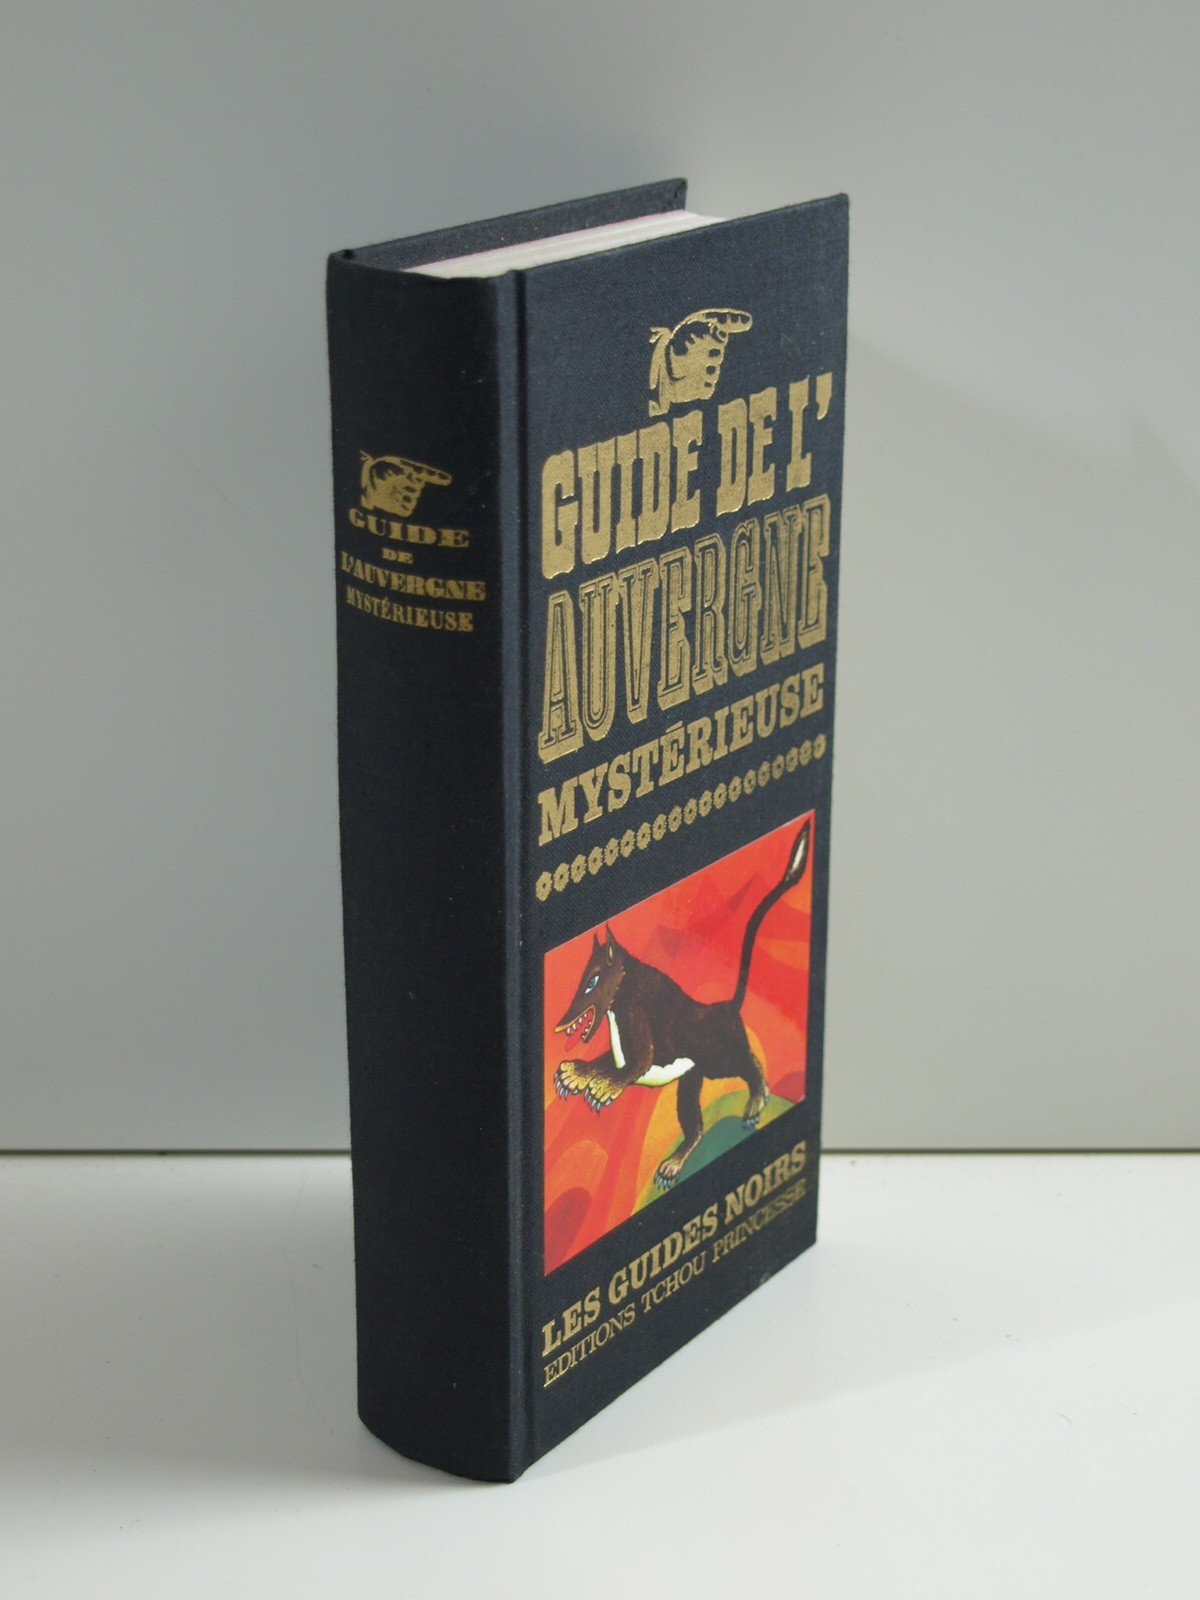 GUIDE
DE
L'AUVERGNE
MYSTÉRIEUSE
GUIDE DE L'
AUVERGNE
MYSTÉRIEUSE
LES GUIDES NOIRS
EDITIONS TCHOU PRINCESSE